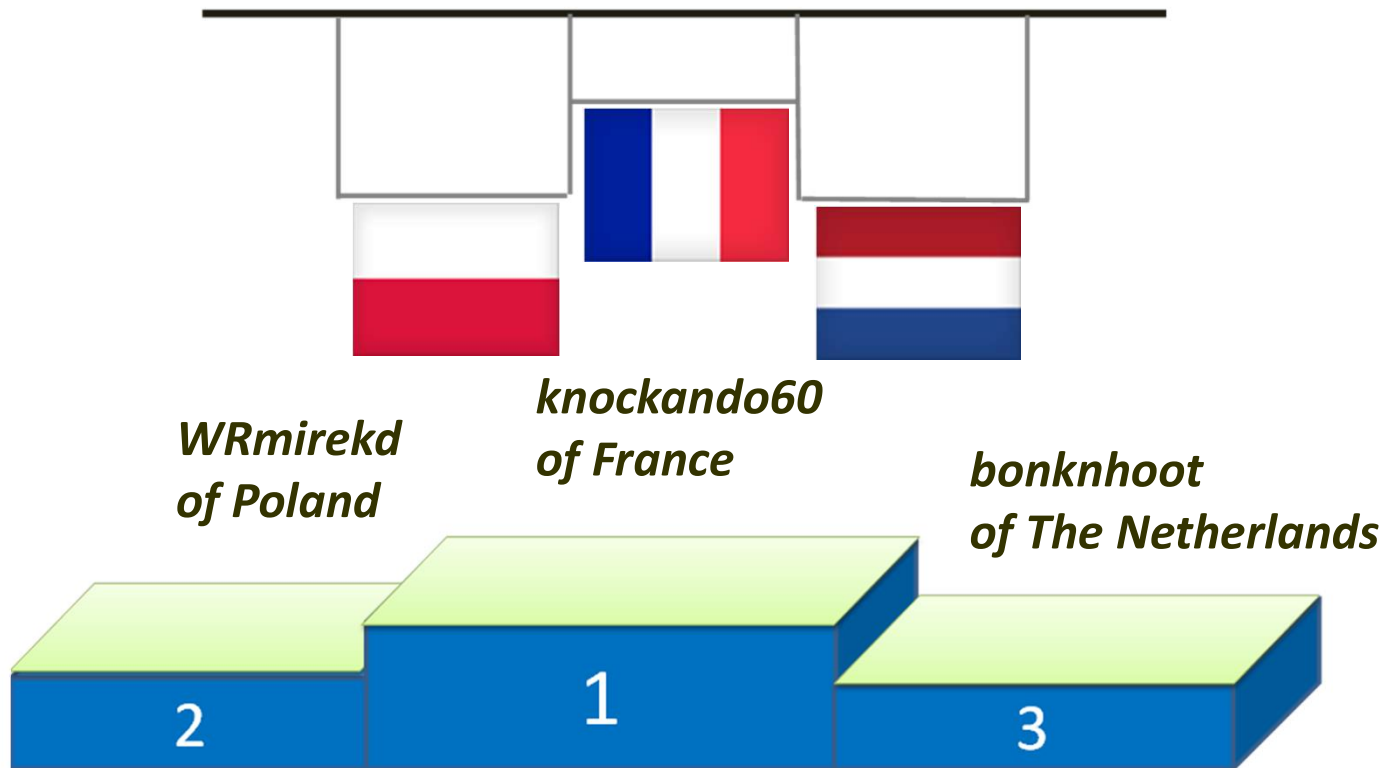 knockando60
of France
WRmirekd
of Poland
bonknhoot
of The Netherlands
1
2
3